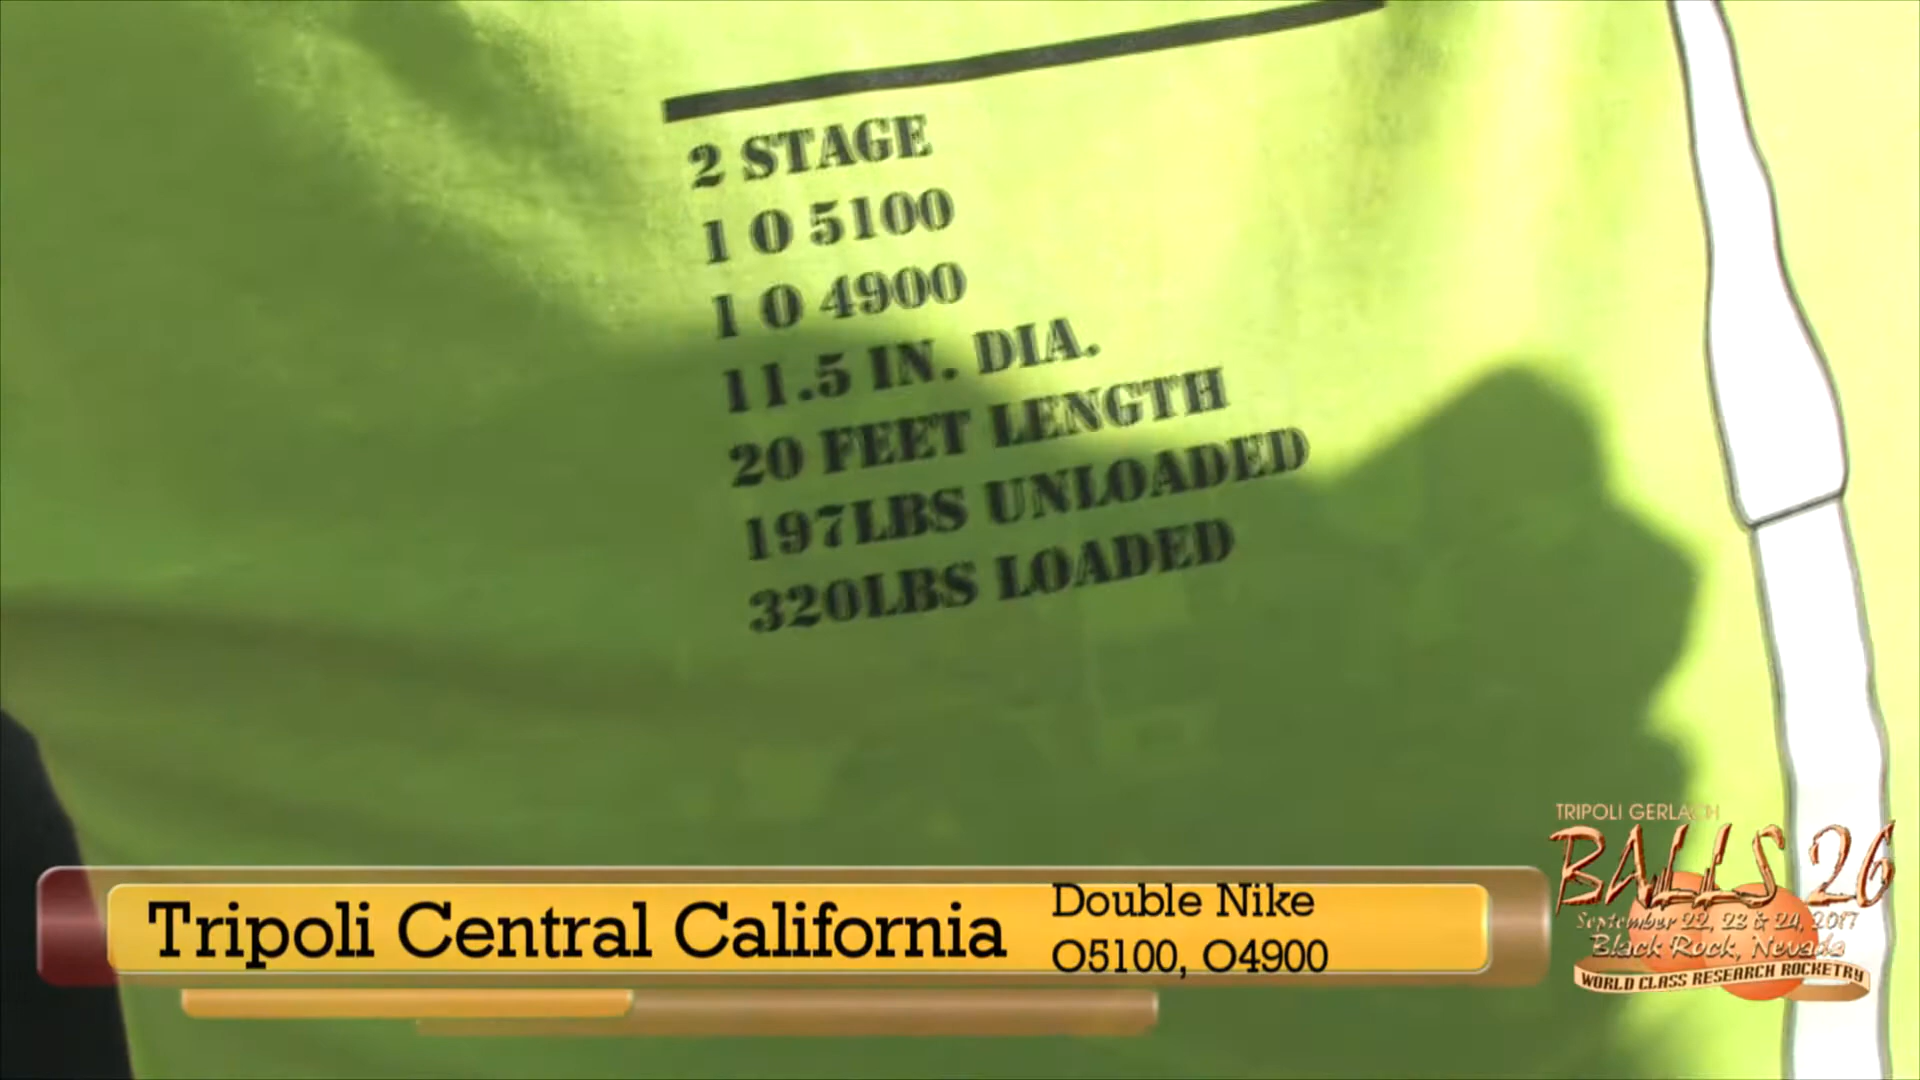 2 STAGE
1 O 5100
1 O 4900
11.5 IN. DIA.
20 FEET LENGTH
197LBS UNLOADED
320LBS LOADED
Tripoli Central California
Double Nike
O5100, O4900
TRIPOLI GERLACH
BALLS 26
September 22, 23 & 24, 2017
Black Rock, Nevada
WORLD CLASS RESEARCH ROCKETRY